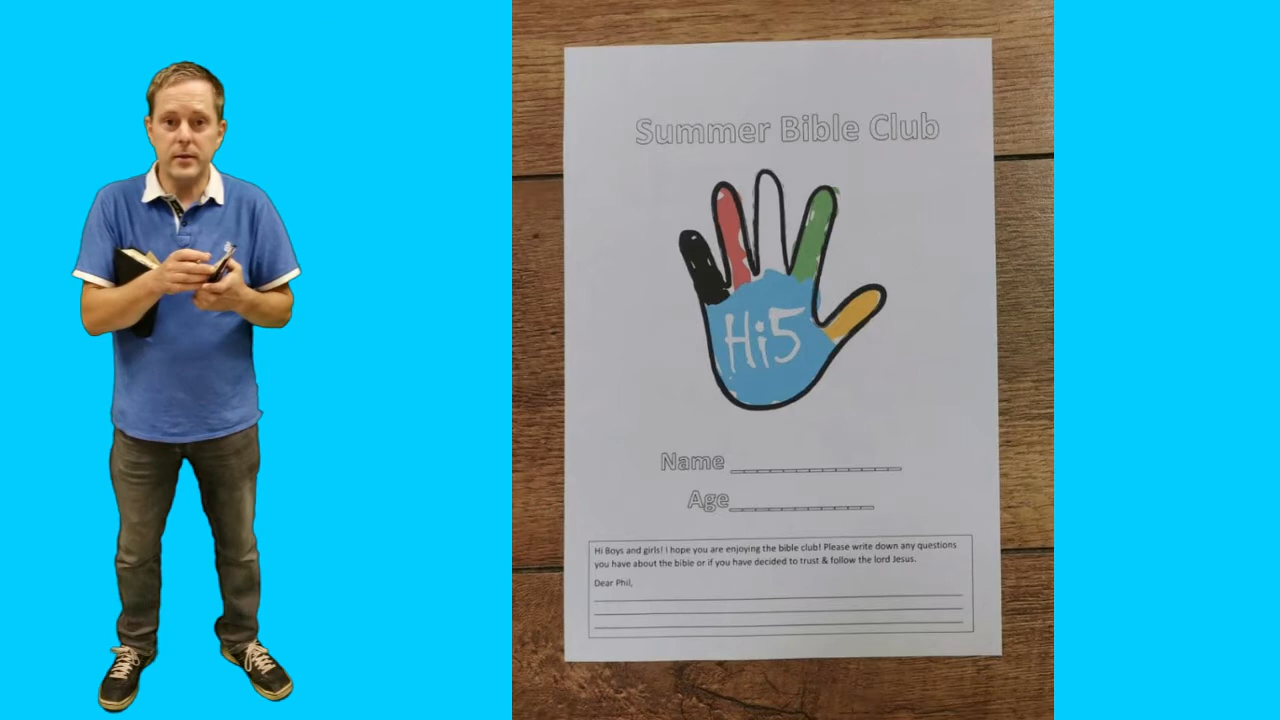 Summer Bible Club
Hi5
Name
Age
Hi Boys and girls! I hope you are enjoying the bible club! Please write down any questions
you have about the bible or if you have decided to trust & follow the lord Jesus.
Dear Phil,